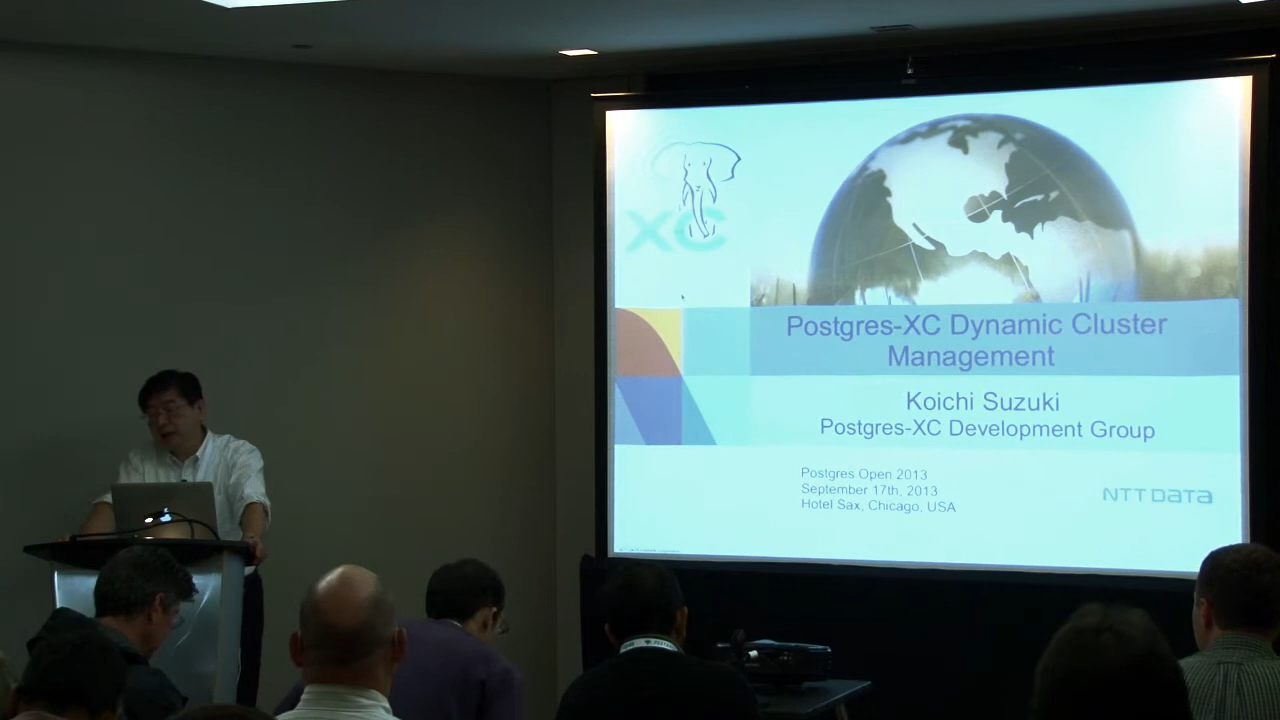 XC
Postgres-XC Dynamic Cluster
Management
Koichi Suzuki
Postgres-XC Development Group
Postgres Open 2013
September 17th, 2013
Hotel Sax, Chicago, USA
NTT DATA